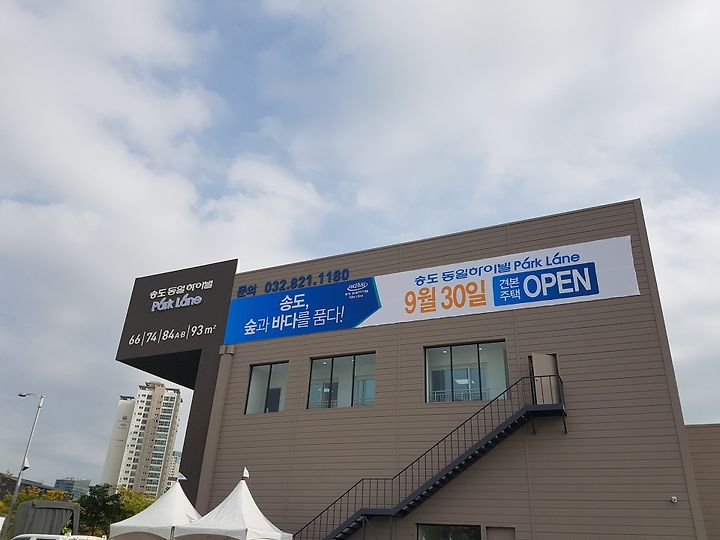 송도 동일하이빌
Park Lane
66|74|84A·B|93m²
문의 032.821.1180
송도,
숲과 바다를 품다!
송도 동일하이빌 Park Lane
9월 30일
견본
주택
OPEN